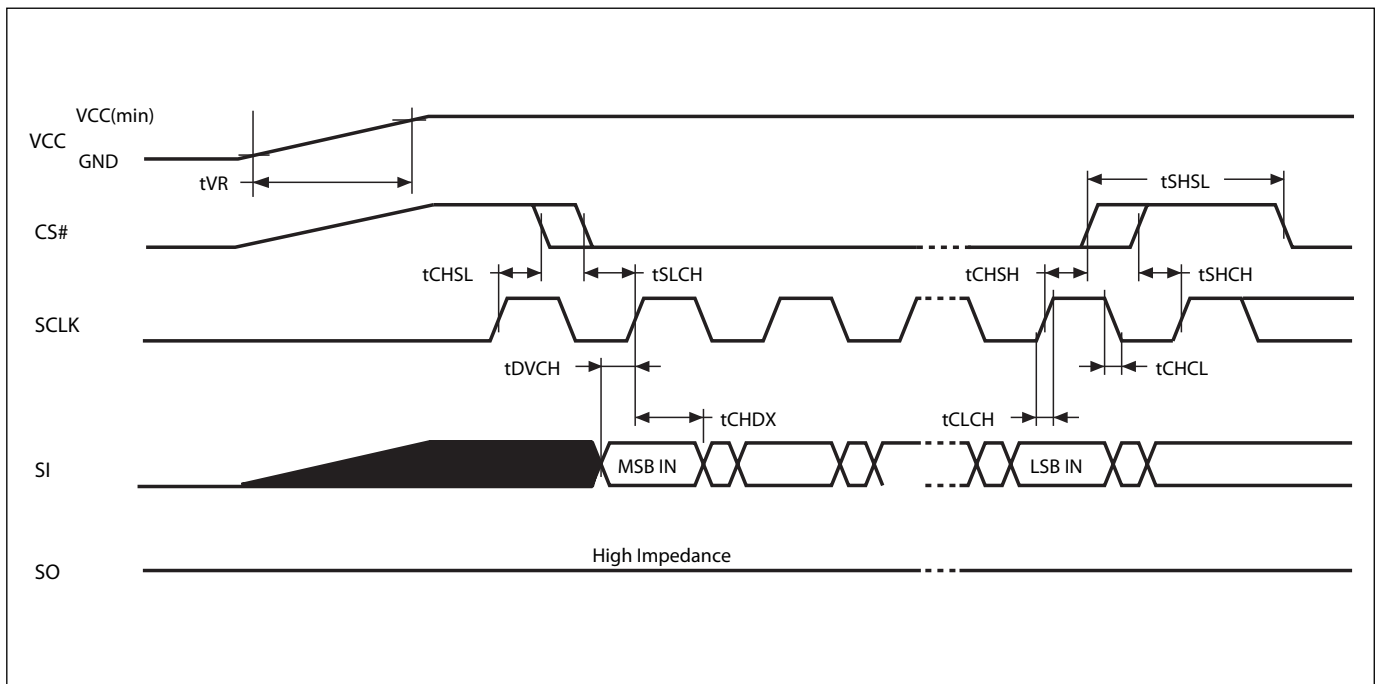 VCC(min)
VCC
GND
tVR
tSHSL
CS#
tCHSL
tSLCH
tCHSH
tSHCH
SCLK
tDVCH
tCHCL
tCHDX
tCLCH
SI
MSB IN
LSB IN
High Impedance
SO